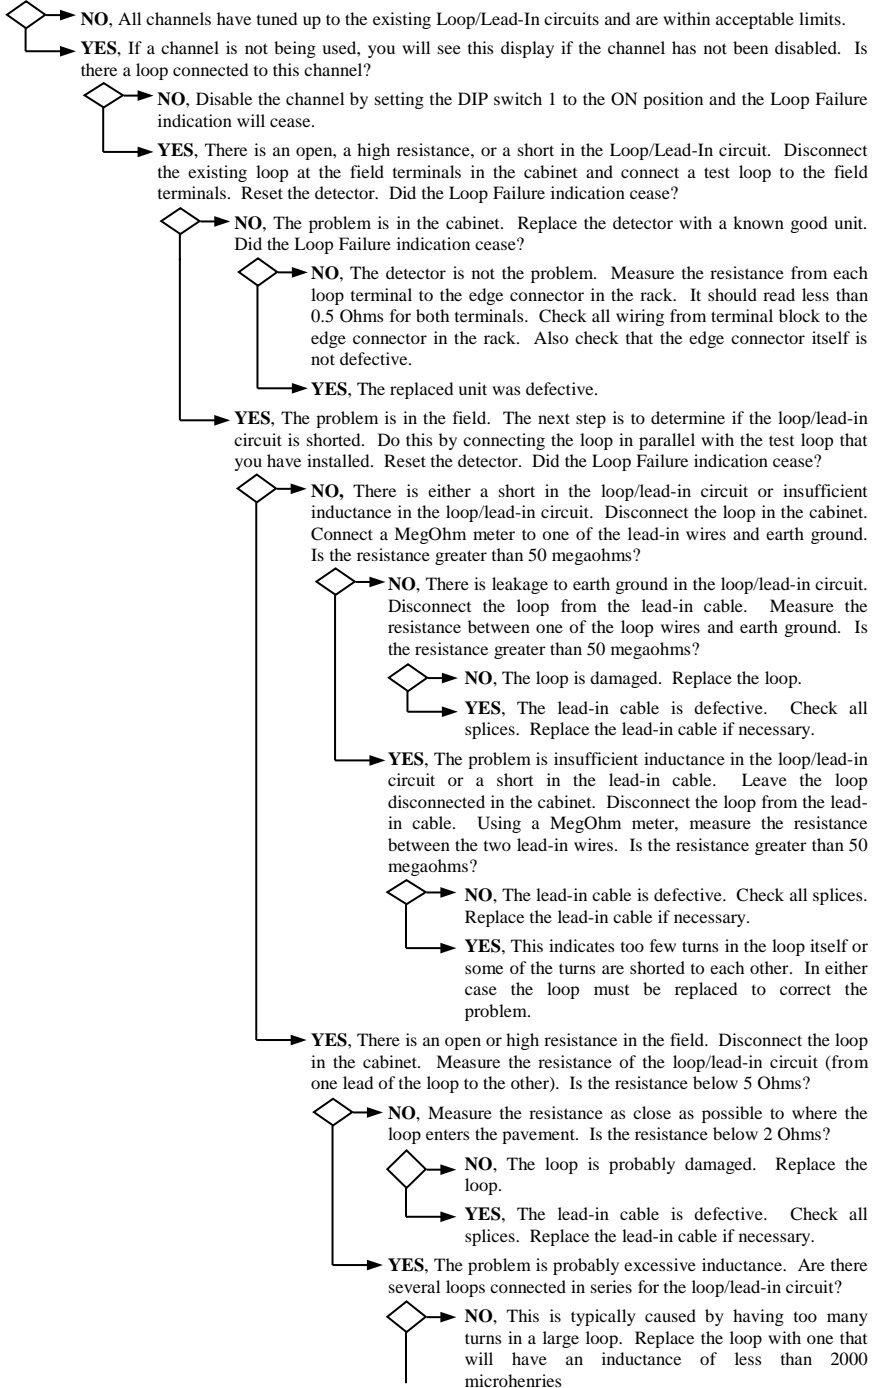 NO, All channels have tuned up to the existing Loop/Lead-In circuits and are within acceptable limits.
YES, If a channel is not being used, you will see this display if the channel has not been disabled. Is
there a loop connected to this channel?
NO, Disable the channel by setting the DIP switch 1 to the ON position and the Loop Failure
indication will cease.
YES, There is an open, a high resistance, or a short in the Loop/Lead-In circuit. Disconnect
the existing loop at the field terminals in the cabinet and connect a test loop to the field
terminals. Reset the detector. Did the Loop Failure indication cease?
NO, The problem is in the cabinet. Replace the detector with a known good unit.
Did the Loop Failure indication cease?
NO, The detector is not the problem. Measure the resistance from each
loop terminal to the edge connector in the rack. It should read less than
0.5 Ohms for both terminals. Check all wiring from terminal block to the
edge connector in the rack. Also check that the edge connector itself is
not defective.
YES, The replaced unit was defective.
YES, The problem is in the field. The next step is to determine if the loop/lead-in
circuit is shorted. Do this by connecting the loop in parallel with the test loop that
you have installed. Reset the detector. Did the Loop Failure indication cease?
NO, There is either a short in the loop/lead-in circuit or insufficient
inductance in the loop/lead-in circuit. Disconnect the loop in the cabinet.
Connect a MegOhm meter to one of the lead-in wires and earth ground.
Is the resistance greater than 50 megaohms?
NO, There is leakage to earth ground in the loop/lead-in circuit.
Disconnect the loop from the lead-in cable. Measure the
resistance between one of the loop wires and earth ground. Is
the resistance greater than 50 megaohms?
NO, The loop is damaged. Replace the loop.
YES, The lead-in cable is defective. Check all
splices. Replace the lead-in cable if necessary.
YES, The problem is insufficient inductance in the loop/lead-in
circuit or a short in the lead-in cable. Leave the loop
disconnected in the cabinet. Disconnect the loop from the lead-
in cable. Using a MegOhm meter, measure the resistance
between the two lead-in wires. Is the resistance greater than 50
megaohms?
NO, The lead-in cable is defective. Check all splices.
Replace the lead-in cable if necessary.
YES, This indicates too few turns in the loop itself or
some of the turns are shorted to each other. In either
case the loop must be replaced to correct the
problem.
YES, There is an open or high resistance in the field. Disconnect the loop
in the cabinet. Measure the resistance of the loop/lead-in circuit (from
one lead of the loop to the other). Is the resistance below 5 Ohms?
NO, Measure the resistance as close as possible to where the
loop enters the pavement. Is the resistance below 2 Ohms?
NO, The loop is probably damaged. Replace the
loop.
YES, The lead-in cable is defective. Check all
splices. Replace the lead-in cable if necessary.
YES, The problem is probably excessive inductance. Are there
several loops connected in series for the loop/lead-in circuit?
NO, This is typically caused by having too many
turns in a large loop. Replace the loop with one that
will have an inductance of less than 2000
microhenries